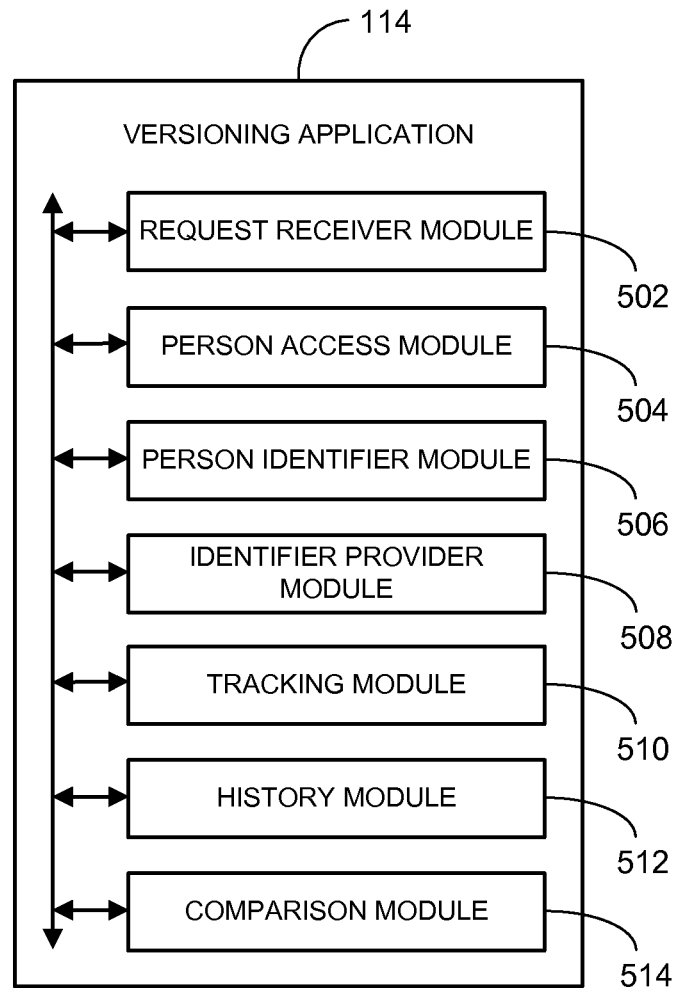 114
VERSIONING APPLICATION
REQUEST RECEIVER MODULE
502
PERSON ACCESS MODULE
504
PERSON IDENTIFIER MODULE
506
IDENTIFIER PROVIDER
MODULE
508
TRACKING MODULE
510
HISTORY MODULE
512
COMPARISON MODULE
514